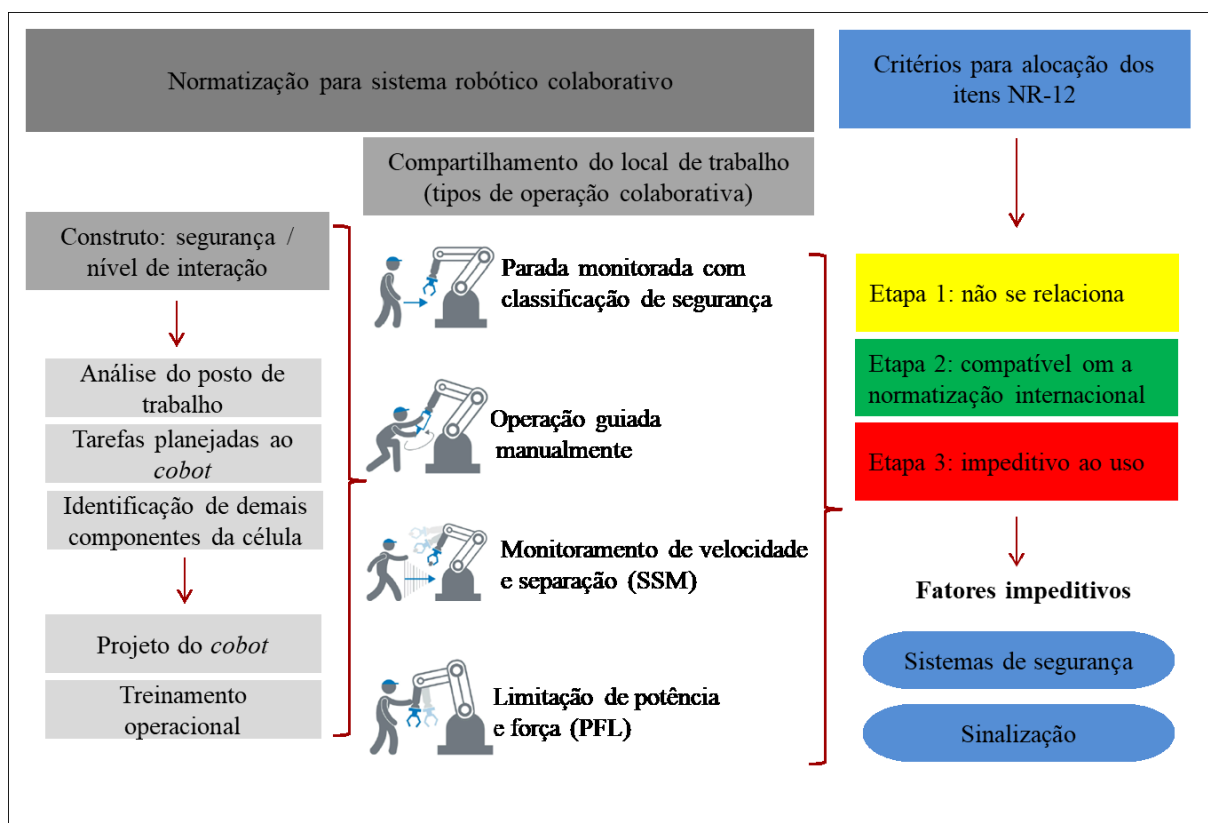 Normatização para sistema robótico colaborativo
Compartilhamento do local de trabalho
(tipos de operação colaborativa)
Construto: segurança /
nível de interação
Análise do posto de
trabalho
Tarefas planejadas ao
cobot
Identificação de demais
componentes da célula
Projeto do cobot
Treinamento
operacional
Parada monitorada com
classificação de segurança
Operação guiada
manualmente
Monitoramento de velocidade
e separação (SSM)
Limitação de potência
e força (PFL)
Critérios para alocação dos
itens NR-12
Etapa 1: não se relaciona
Etapa 2: compatível om a
normatização internacional
Etapa 3: impeditivo ao uso
Fatores impeditivos
Sistemas de segurança
Sinalização